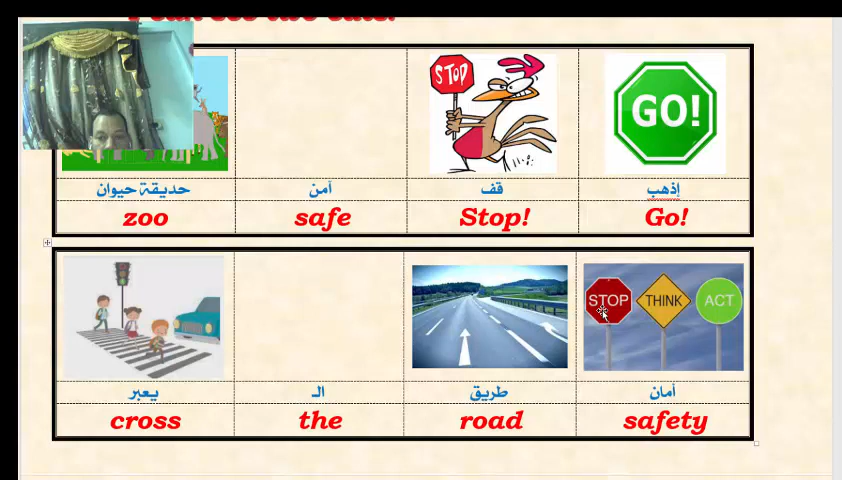 STOP
GO!
حديقة حيوان
آمن
قف
إذهب
zoo
safe
Stop!
Go!
STOP
THINK
ACT
يعبر
الـ
طريق
أمان
cross
the
road
safety